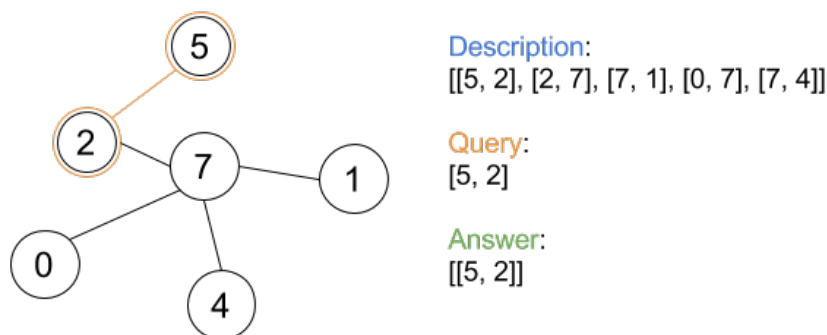 5
2
7
1
0
4
Description:
[[5, 2], [2, 7], [7, 1], [0, 7], [7, 4]]
Query:
[5, 2]
Answer:
[[5, 2]]